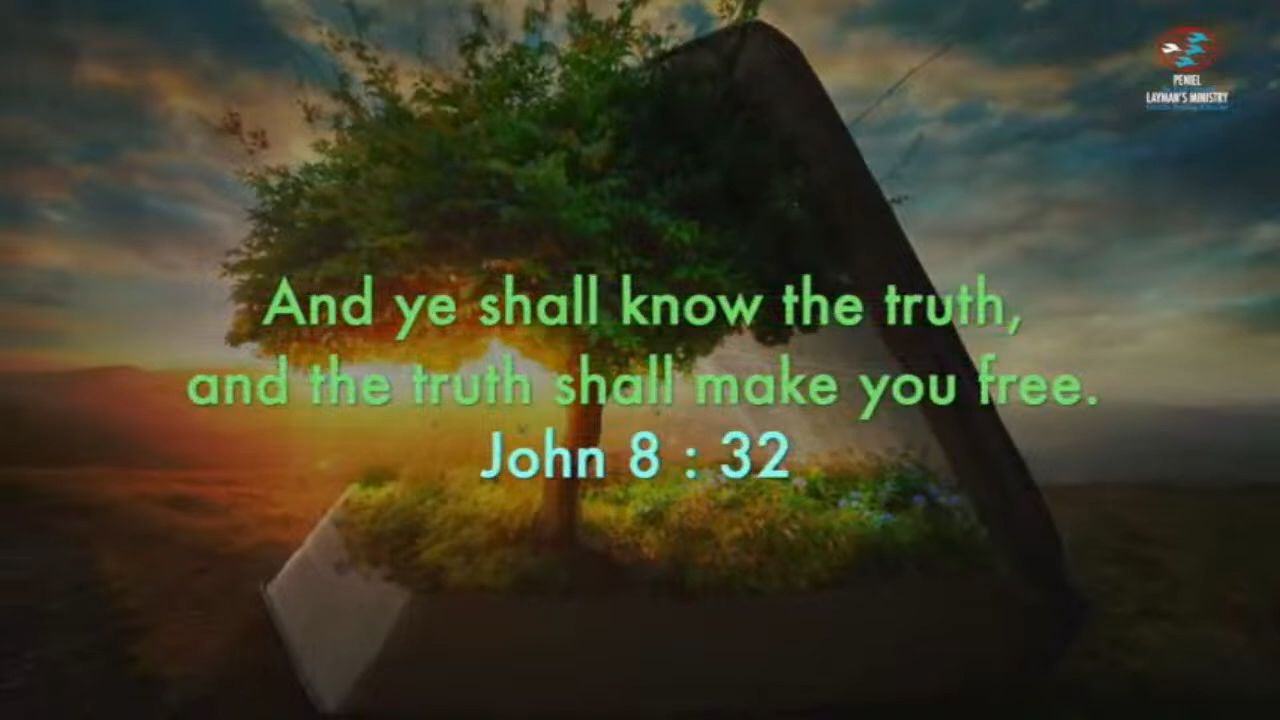 PENIEL
LAYMAN'S MINISTRY
And ye shall know the truth,
and the truth shall make you free.
John 8 : 32